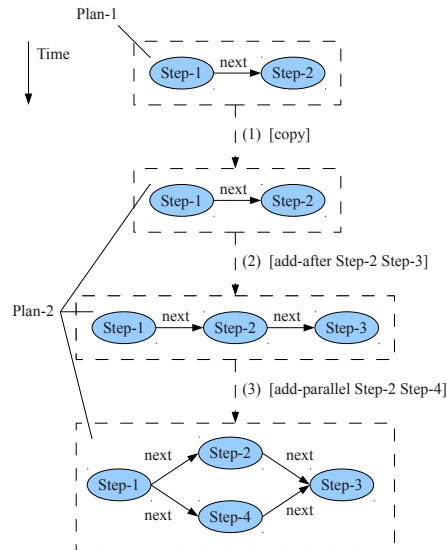 Plan-1
Time
next
Step-1 Step-2
(1) [copy]
next
Step-1 Step-2
(2) [add-after Step-2 Step-3]
Plan-2
next next
Step-1 Step-2 Step-3
(3) [add-parallel Step-2 Step-4]
Step-2
next next
Step-1 Step-3
next next
Step-4